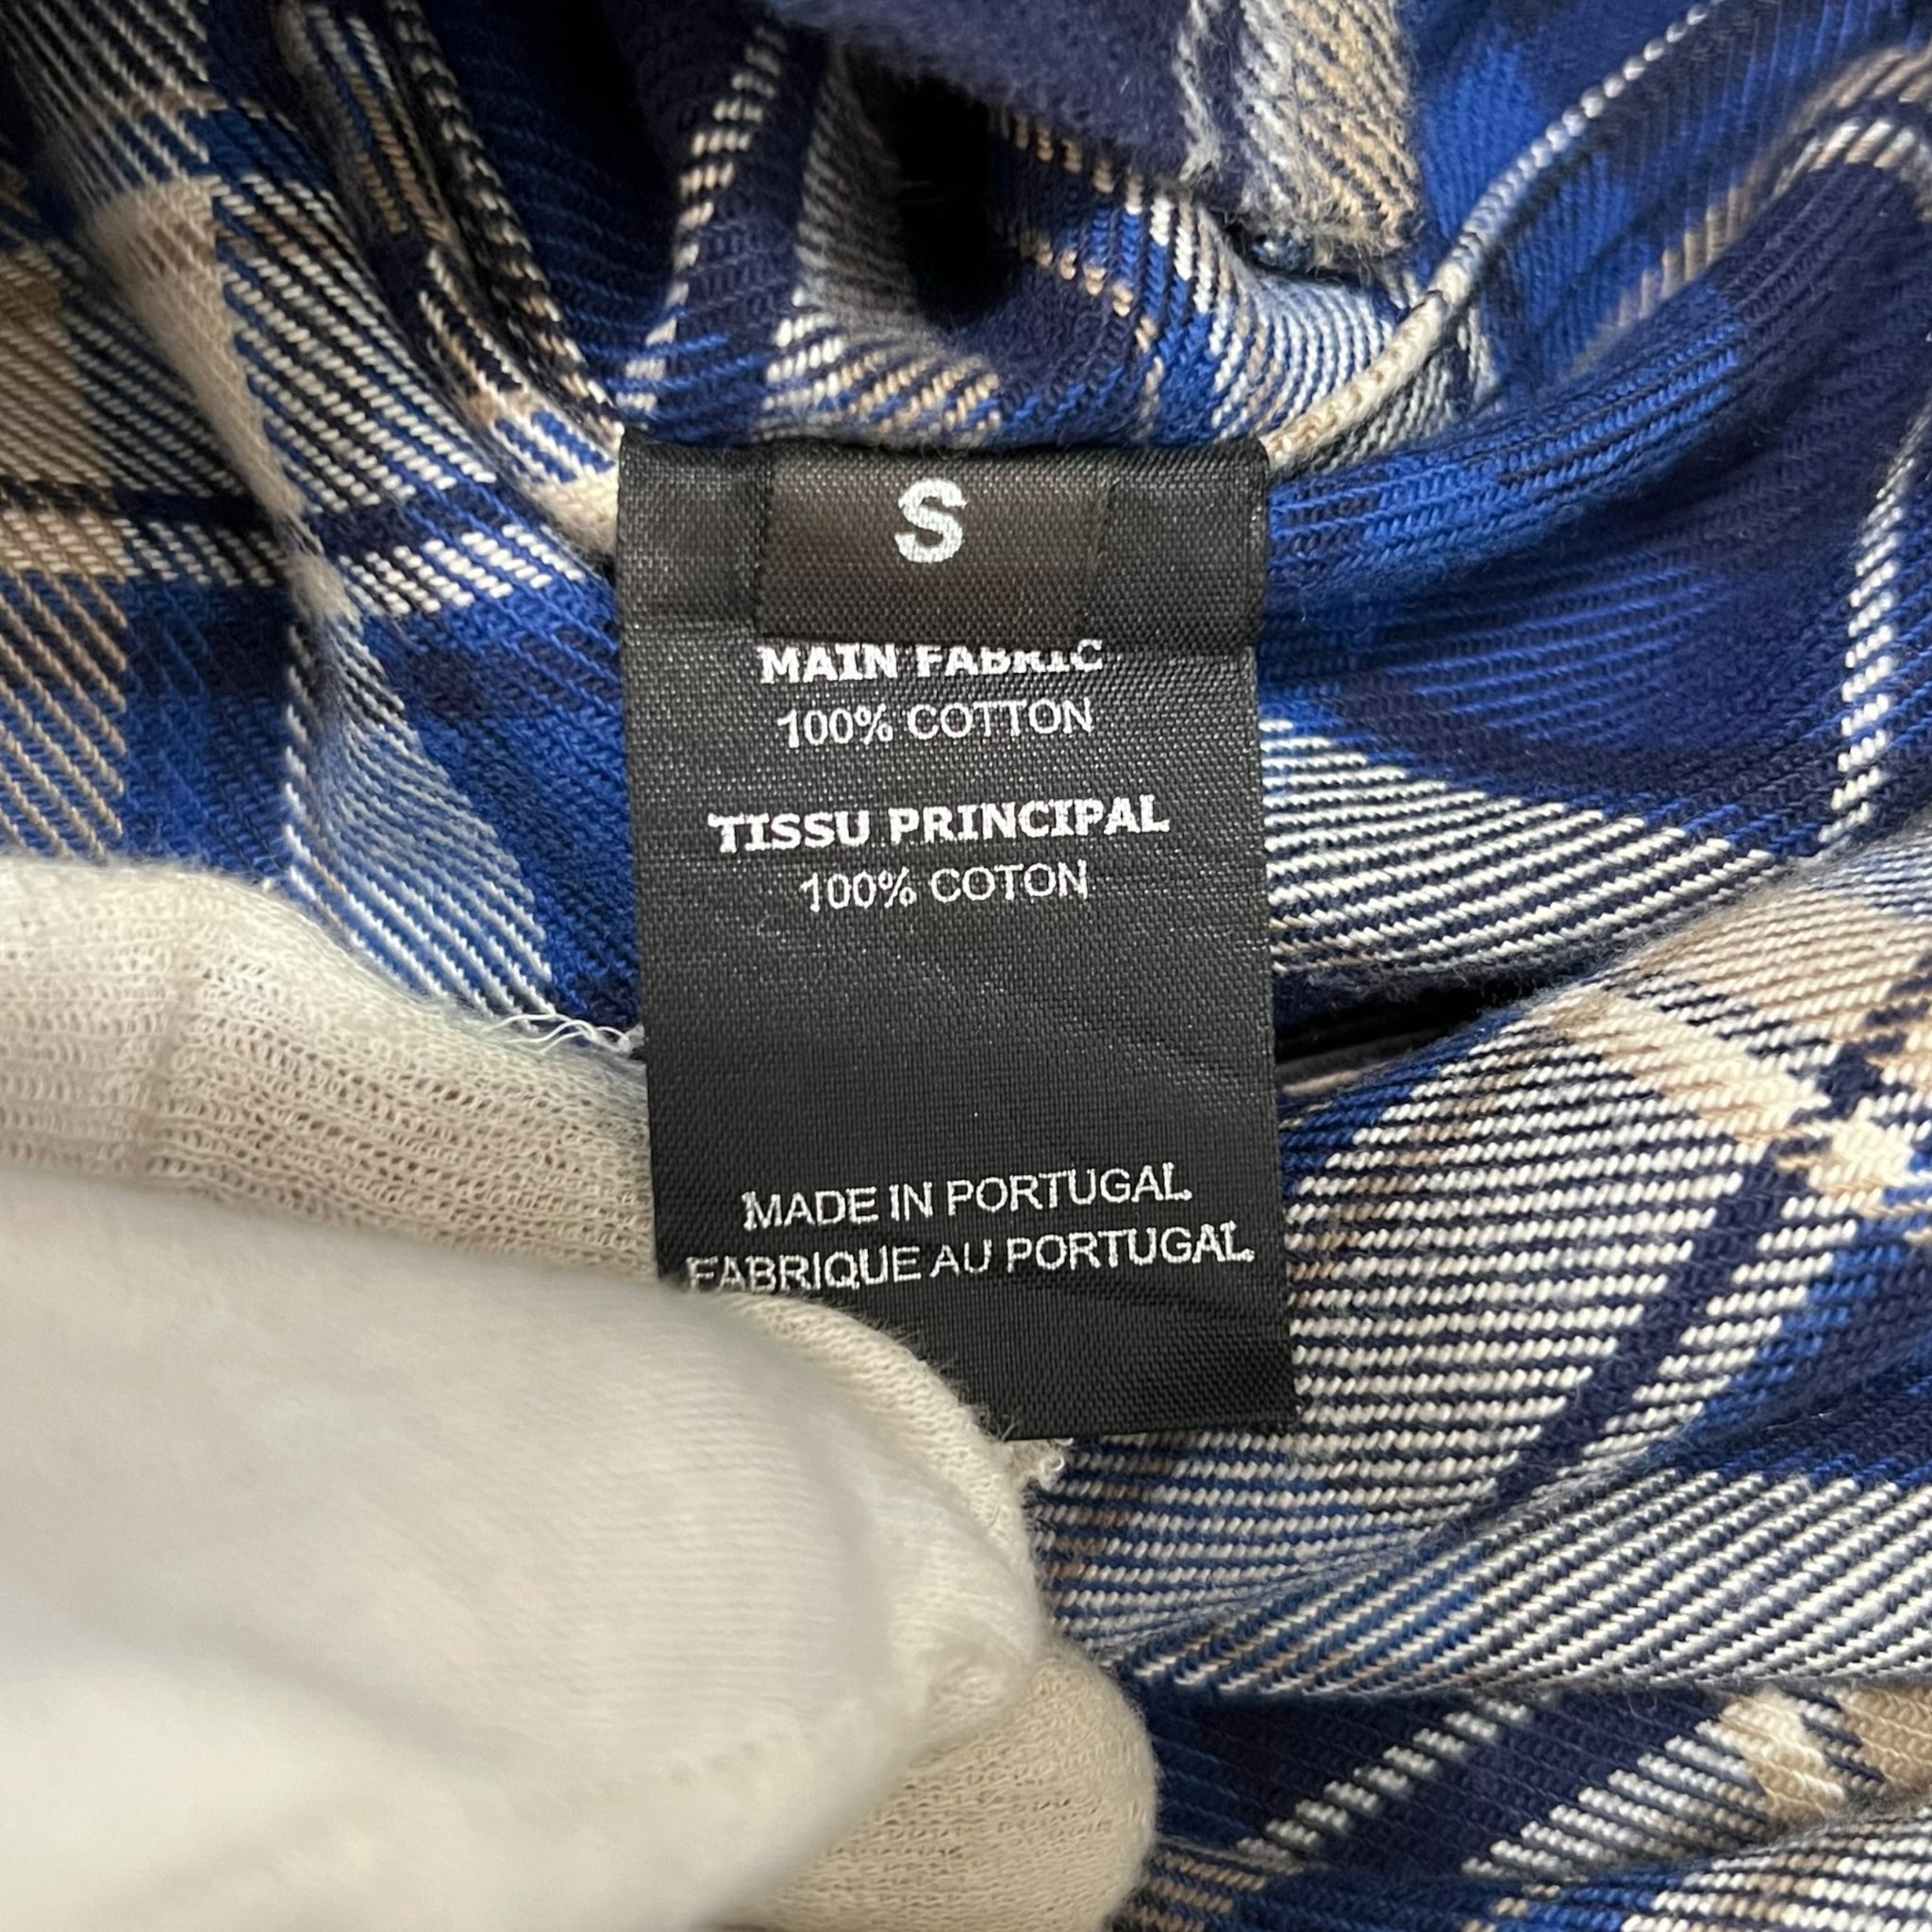 S
MAIN FABRIC
100% COTTON
TISSU PRINCIPAL
100% COTON
MADE IN PORTUGAL
FABRIQUE AU PORTUGAL